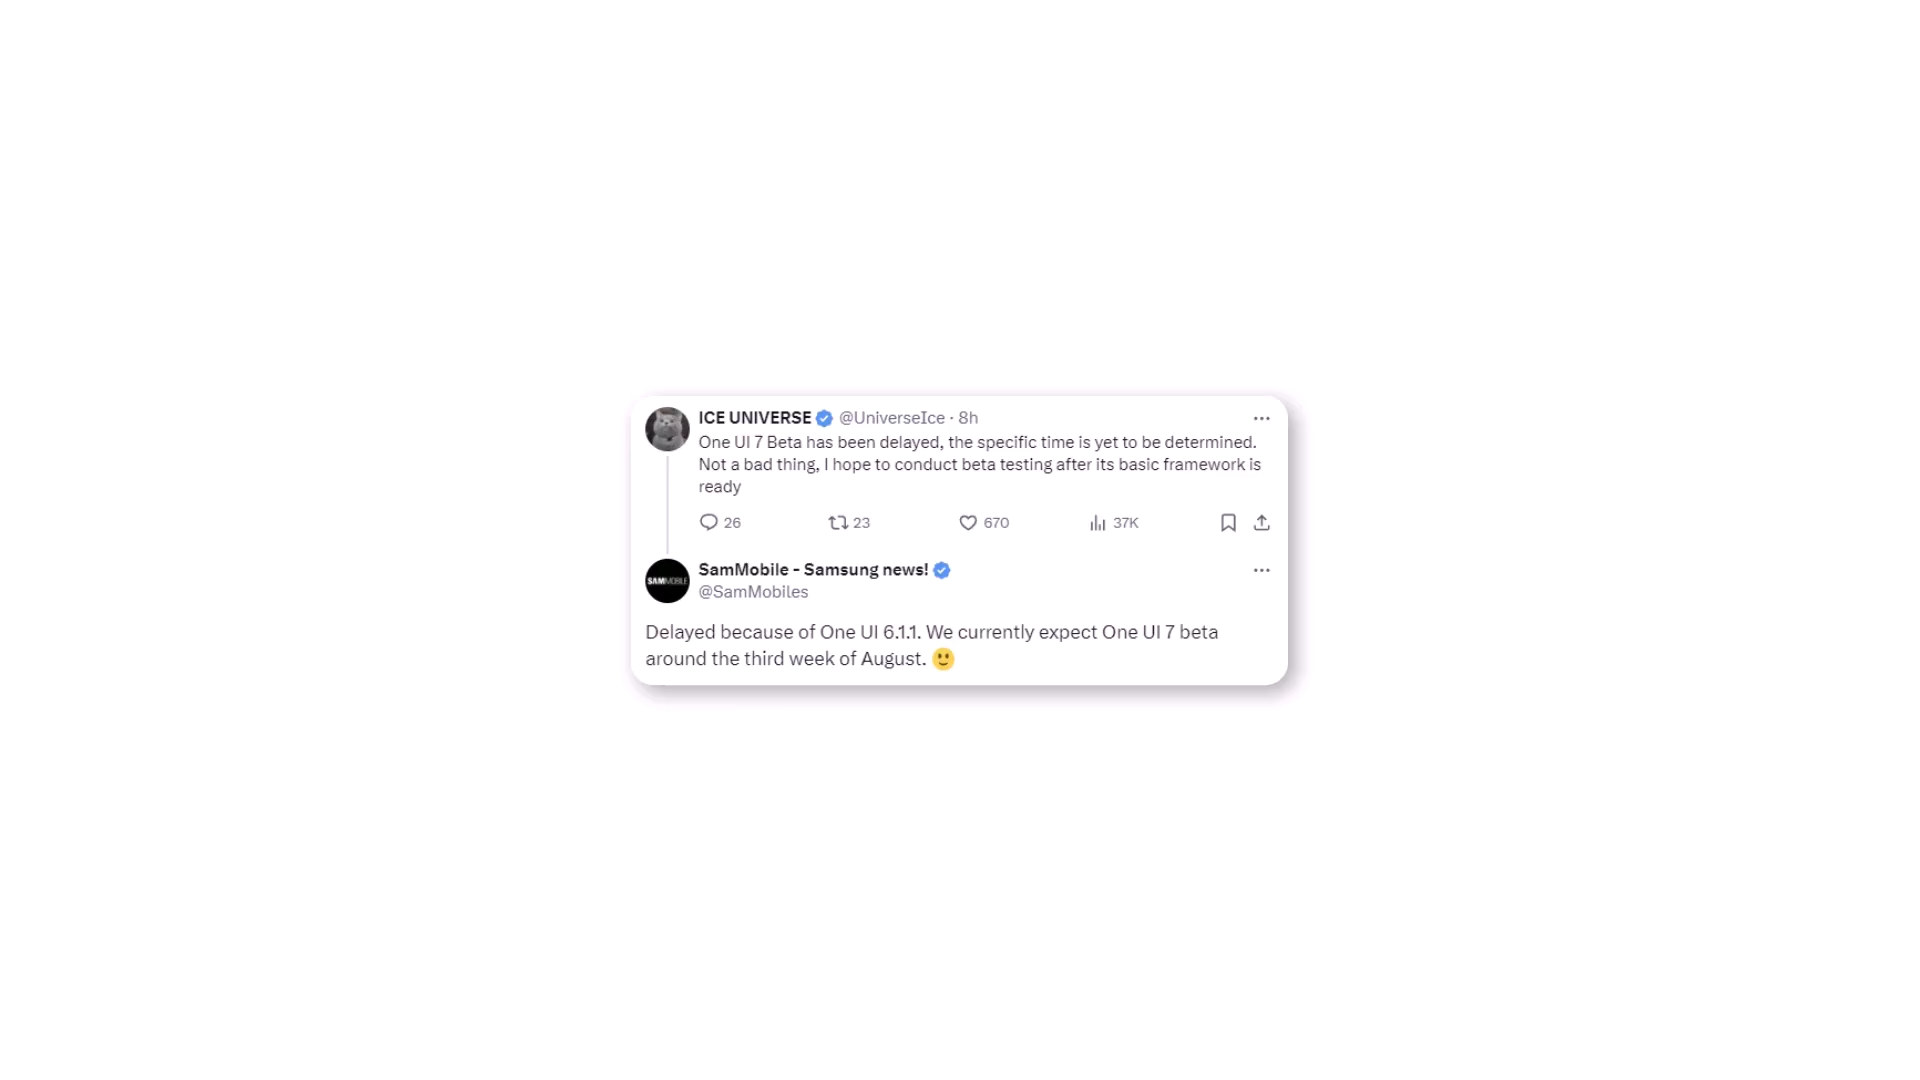 ICE UNIVERSE @UniverseIce · 8h
One UI 7 Beta has been delayed, the specific time is yet to be determined.
Not a bad thing, I hope to conduct beta testing after its basic framework is
ready
26 23 670 37K
SAMMOBILE
SamMobile - Samsung news!
@SamMobiles
Delayed because of One UI 6.1.1. We currently expect One UI 7 beta
around the third week of August. 🙂